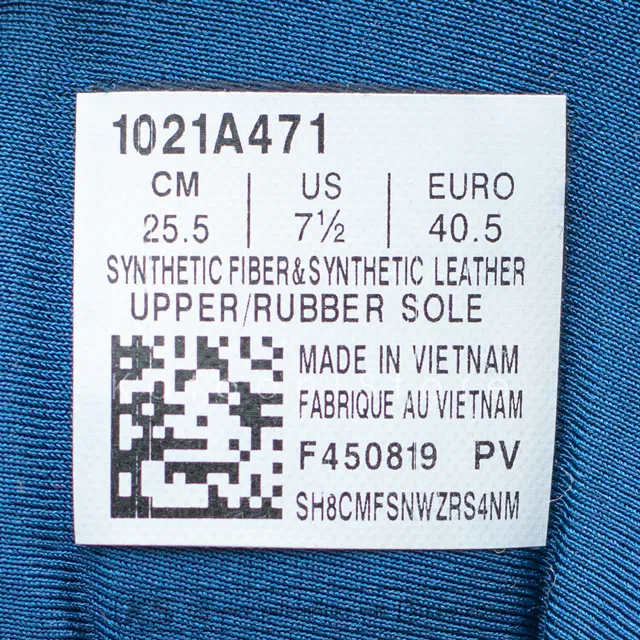 1021A471
CM US EURO
25.5 7½ 40.5
SYNTHETIC FIBER&SYNTHETIC LEATHER
UPPER/RUBBER SOLE
MADE IN VIETNAM
FABRIQUE AU VIETNAM
F450819 PV
SH8CMFSNWZRS4NM